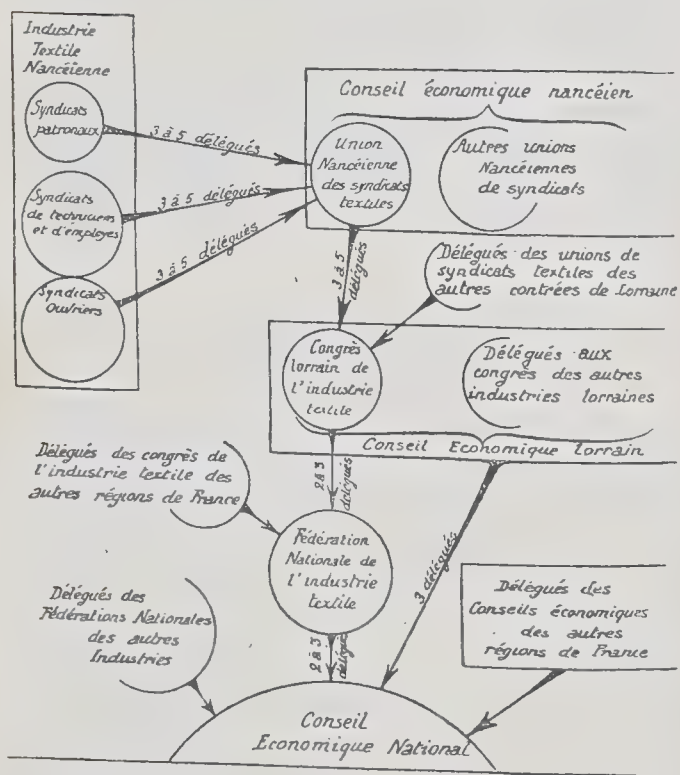 Industrie
Textile
Nancéienne
Syndicats
patronaux
Syndicats
de techniciens
et d'employés
Syndicats
Ouvriers
3 à 5 délégués
3 à 5 délégués
3 à 5 délégués
Conseil économique nancéien
Union
Nancéienne
des syndicats
textiles
Autres unions
Nancéiennes
de syndicats
3 à 5
délégués
Délégués des unions de
syndicats textiles des
autres contrées de Lorraine
Congrès
lorrain de
l'industrie
textile
Délégués aux
congrès des autres
industries lorraines
Conseil Economique lorrain
Délégués des congrès de
l'industrie textile des
autres régions de France
2 à 3
délégués
Fédération
Nationale de
l'industrie
textile
3 délégués
Délégués des
Fédérations Nationales
des autres
Industries
2 à 3
délégués
Délégués des
Conseils économiques
des autres
régions de France
Conseil
Economique National